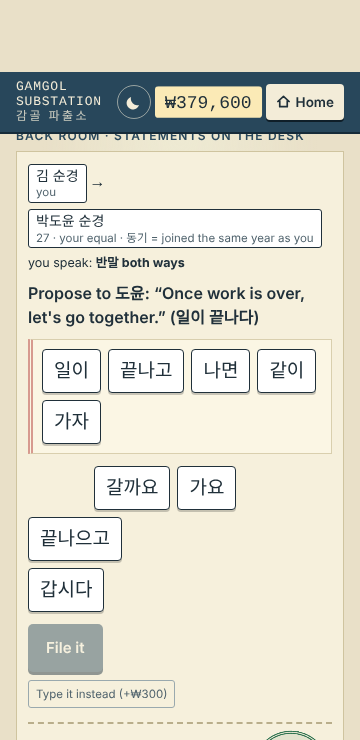 GAMGOL
SUBSTATION
감골 파출소
₩379,600
Home
BACK ROOM · STATEMENTS ON THE DESK
김 순경
you
→
박도윤 순경
27 · your equal · 동기 = joined the same year as you
you speak: 반말 both ways
Propose to 도윤: “Once work is over,
let's go together.” (일이 끝나다)
일이 끝나고 나면 같이
가자
갈까요 가요
끝나으고
갑시다
File it
Type it instead (+₩300)